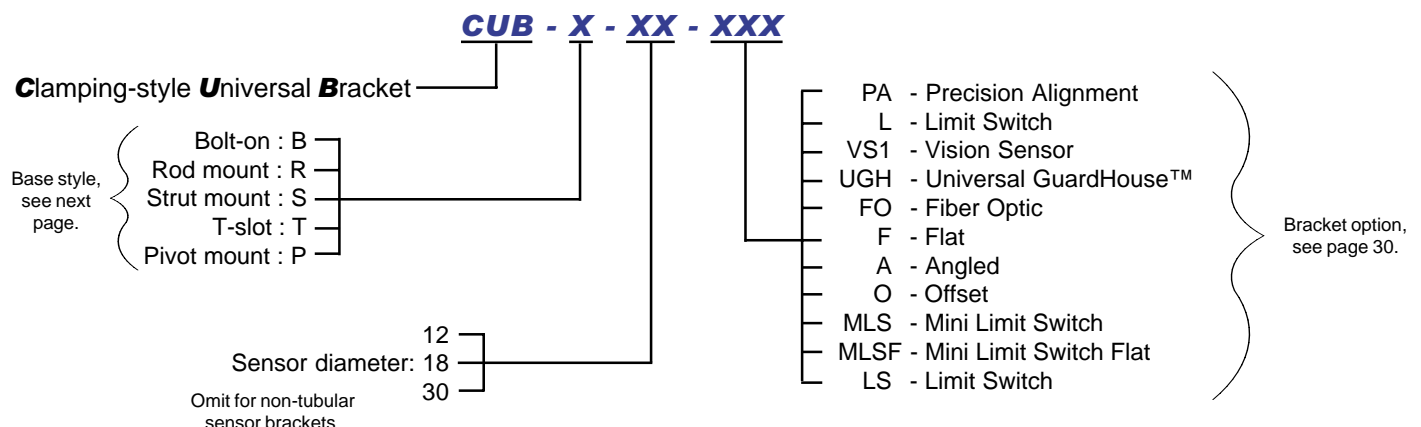 CUB - X - XX - XXX
Clamping-style Universal Bracket
Bolt-on : B
Rod mount : R
Strut mount : S
T-slot : T
Pivot mount : P
Base style,
see next
page.
12
Sensor diameter: 18
30
Omit for non-tubular
sensor brackets
PA - Precision Alignment
L - Limit Switch
VS1 - Vision Sensor
UGH - Universal GuardHouse™
FO - Fiber Optic
F - Flat
A - Angled
O - Offset
MLS - Mini Limit Switch
MLSF - Mini Limit Switch Flat
LS - Limit Switch
Bracket option,
see page 30.